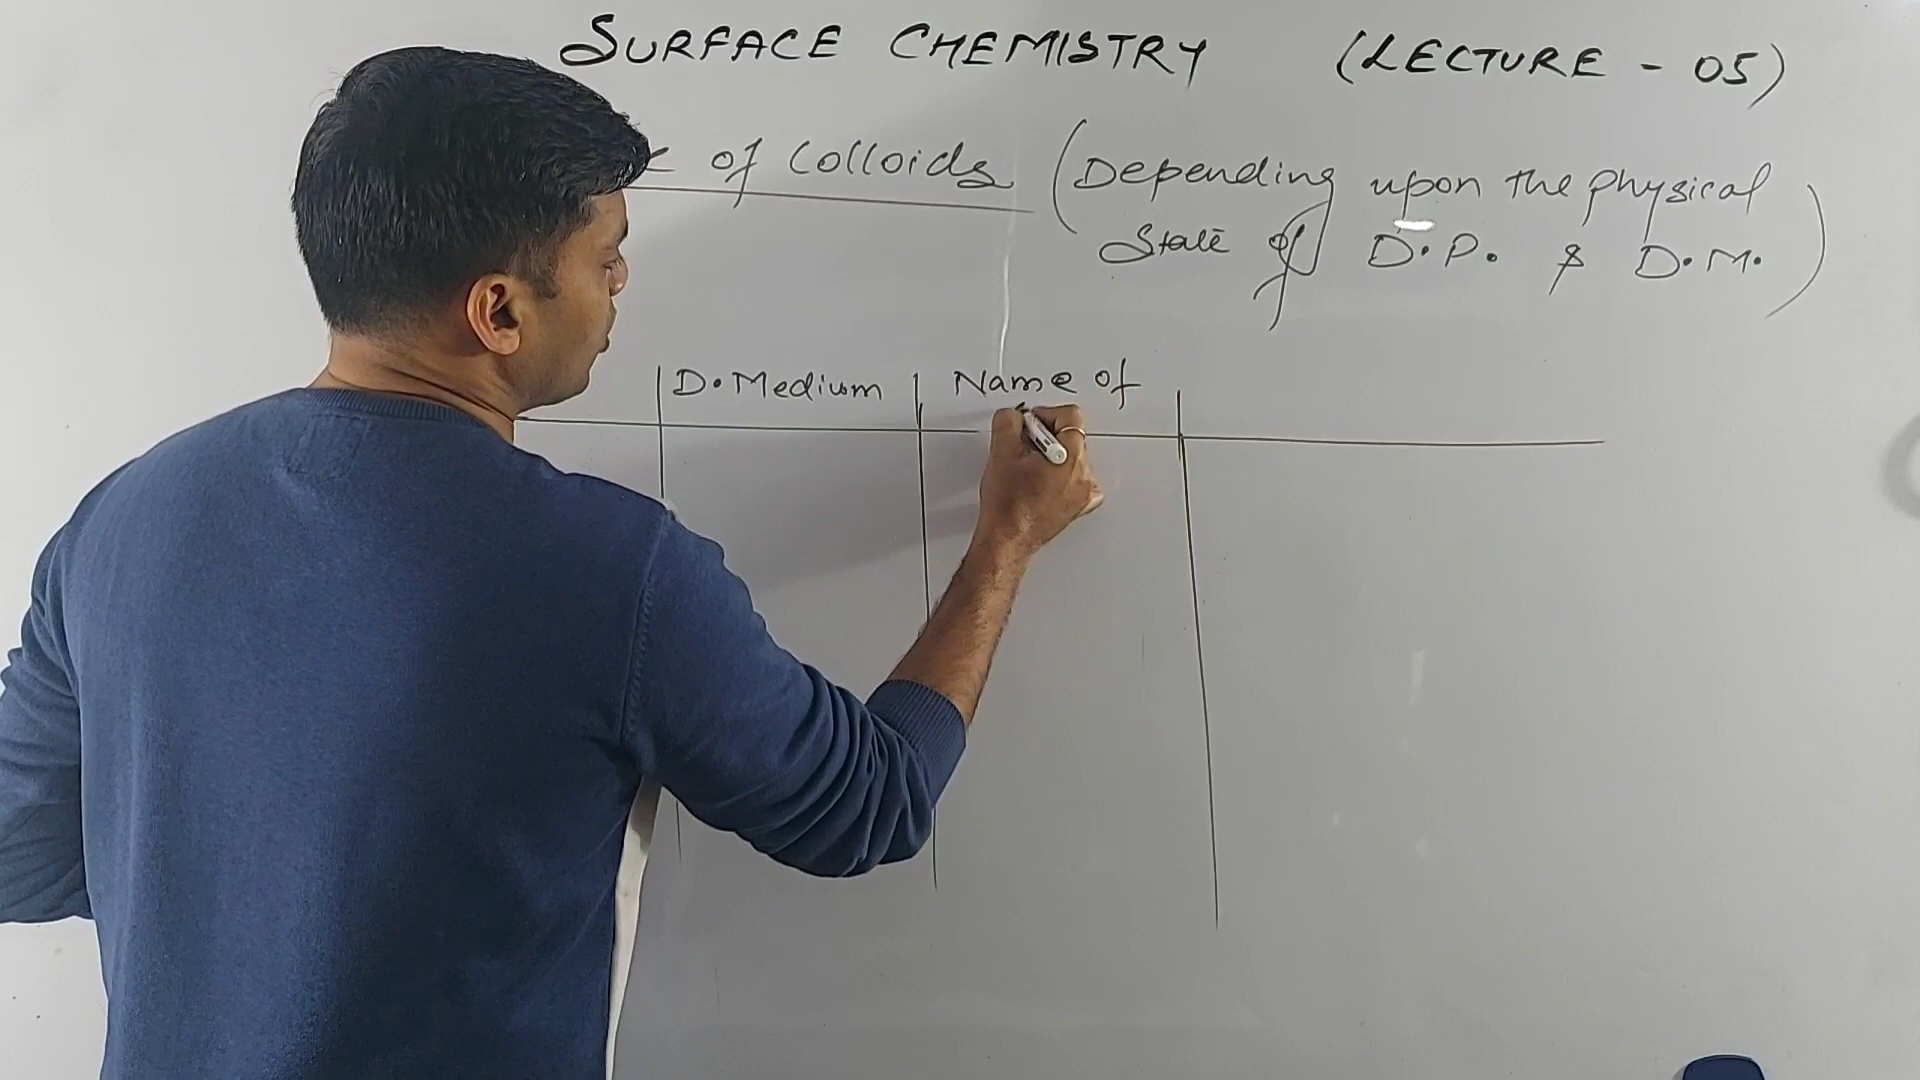 SURFACE CHEMISTRY (LECTURE - 05)
of Colloids (Depending upon the physical
State of D.P. & D.M.)
D. Medium Name of